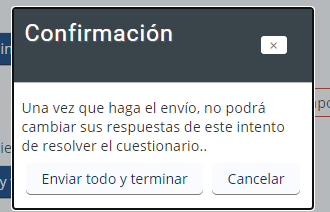 Confirmación
×
Una vez que haga el envío, no podrá
cambiar sus respuestas de este intento
de resolver el cuestionario..
Enviar todo y terminar Cancelar